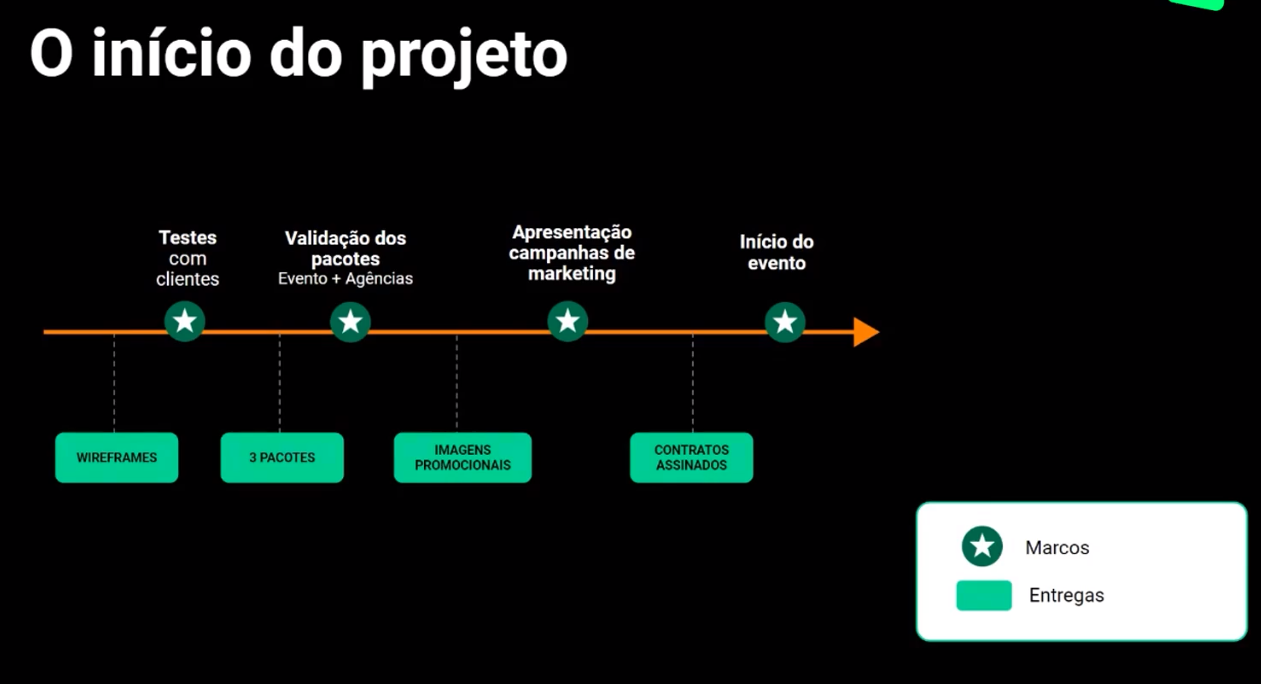 O início do projeto
Testes
com
clientes
Validação dos
pacotes
Evento + Agências
Apresentação
campanhas de
marketing
Início do
evento
WIREFRAMES
3 PACOTES
IMAGENS
PROMOCIONAIS
CONTRATOS
ASSINADOS
Marcos
Entregas